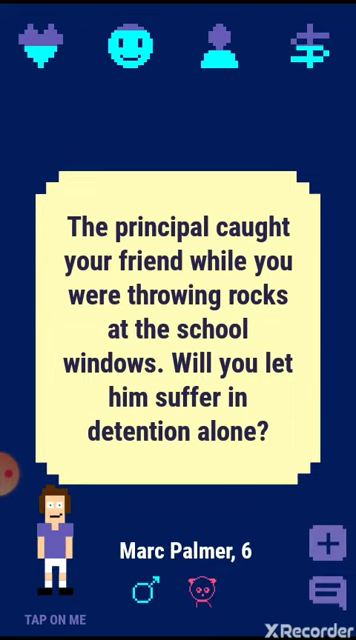 The principal caught
your friend while you
were throwing rocks
at the school
windows. Will you let
him suffer in
detention alone?
Marc Palmer, 6
TAP ON ME
XRecorder